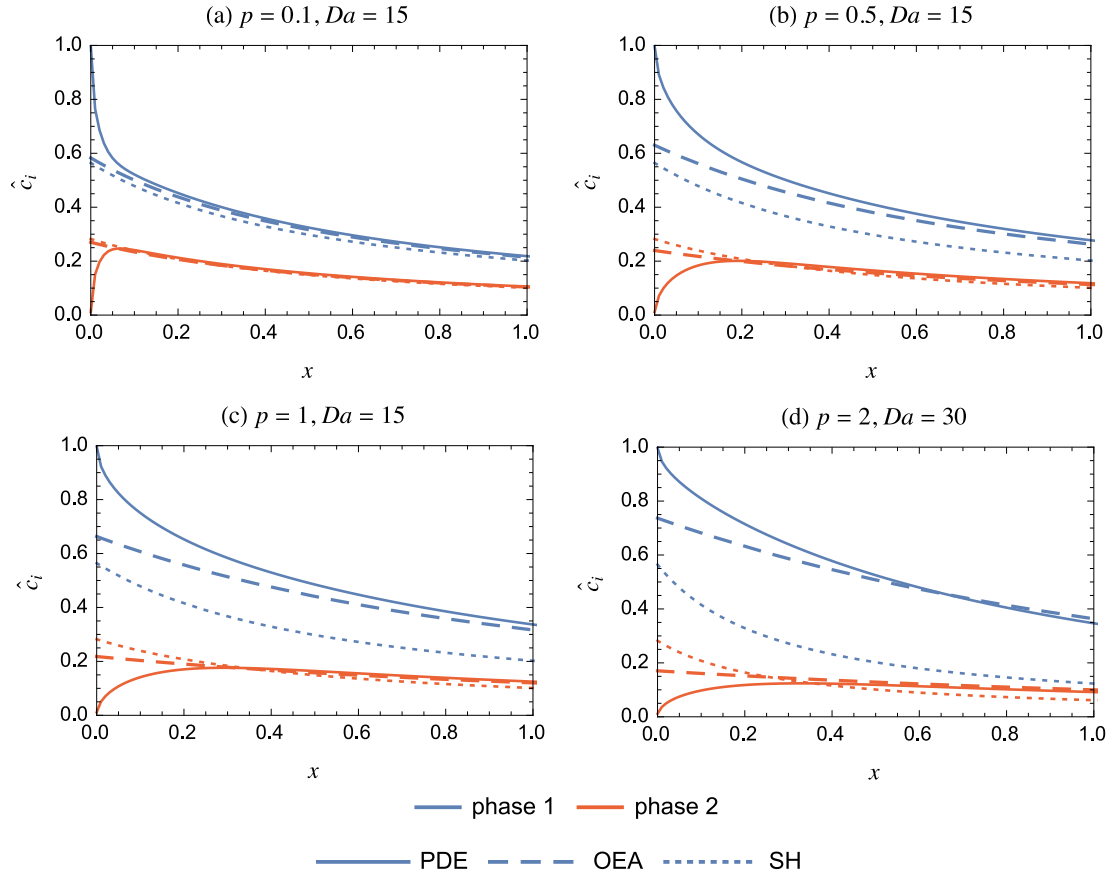 (a) p = 0.1, Da = 15
(b) p = 0.5, Da = 15
1.0
0.8
0.6
0.4
0.2
0.0
ĉᵢ
0.0 0.2 0.4 0.6 0.8 1.0
x
1.0
0.8
0.6
0.4
0.2
0.0
ĉᵢ
0.0 0.2 0.4 0.6 0.8 1.0
x
(c) p = 1, Da = 15
(d) p = 2, Da = 30
1.0
0.8
0.6
0.4
0.2
0.0
ĉᵢ
0.0 0.2 0.4 0.6 0.8 1.0
x
1.0
0.8
0.6
0.4
0.2
0.0
ĉᵢ
0.0 0.2 0.4 0.6 0.8 1.0
x
phase 1 phase 2
PDE OEA SH